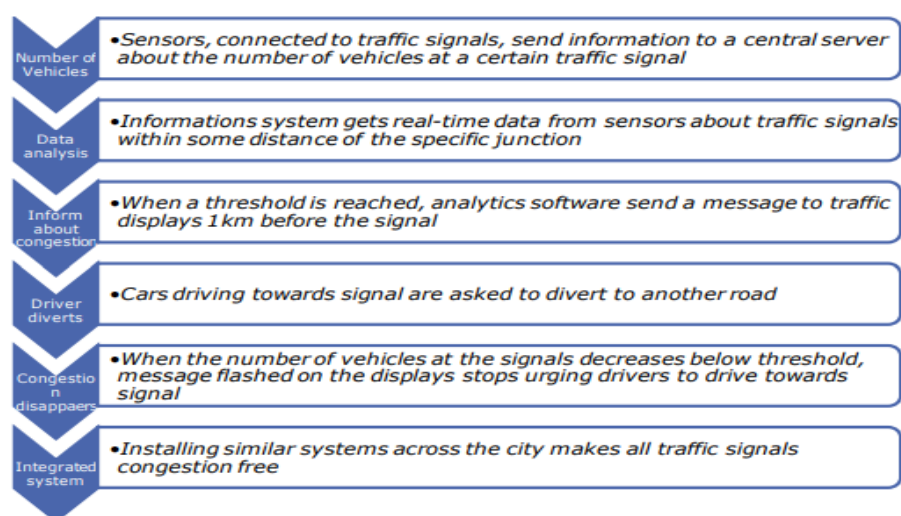 Number of
Vehicles
•Sensors, connected to traffic signals, send information to a central server
about the number of vehicles at a certain traffic signal
Data
analysis
•Informations system gets real-time data from sensors about traffic signals
within some distance of the specific junction
Inform
about
congestion
•When a threshold is reached, analytics software send a message to traffic
displays 1km before the signal
Driver
diverts
•Cars driving towards signal are asked to divert to another road
Congestio
n
disappaers
•When the number of vehicles at the signals decreases below threshold,
message flashed on the displays stops urging drivers to drive towards
signal
Integrated
system
•Installing similar systems across the city makes all traffic signals
congestion free